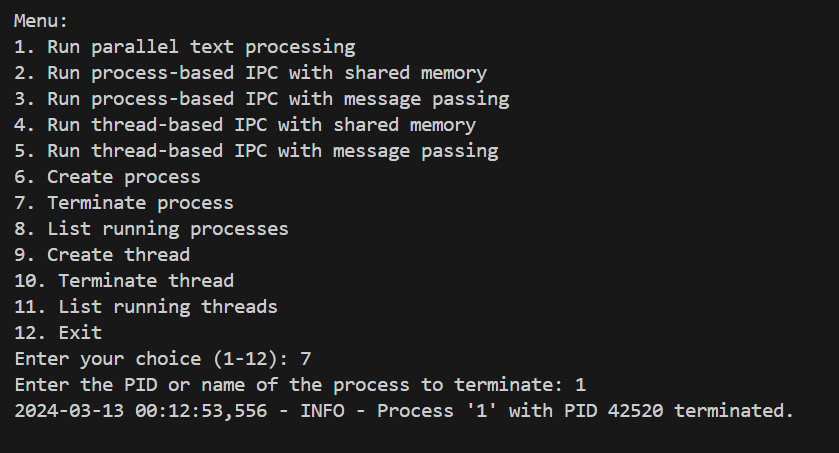 Menu:
1. Run parallel text processing
2. Run process-based IPC with shared memory
3. Run process-based IPC with message passing
4. Run thread-based IPC with shared memory
5. Run thread-based IPC with message passing
6. Create process
7. Terminate process
8. List running processes
9. Create thread
10. Terminate thread
11. List running threads
12. Exit
Enter your choice (1-12): 7
Enter the PID or name of the process to terminate: 1
2024-03-13 00:12:53,556 - INFO - Process '1' with PID 42520 terminated.